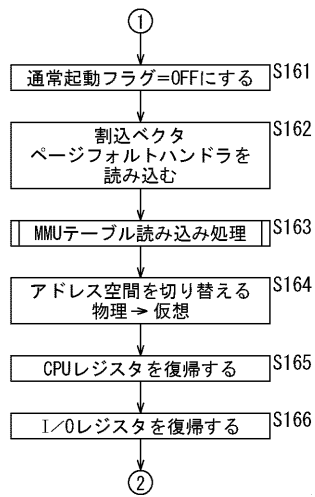 1
通常起動フラグ=OFFにする S161
割込ベクタ S162
ページフォルトハンドラを
読み込む
MMUテーブル読み込み処理 S163
アドレス空間を切り替える S164
物理→仮想
CPUレジスタを復帰する S165
I/Oレジスタを復帰する S166
2